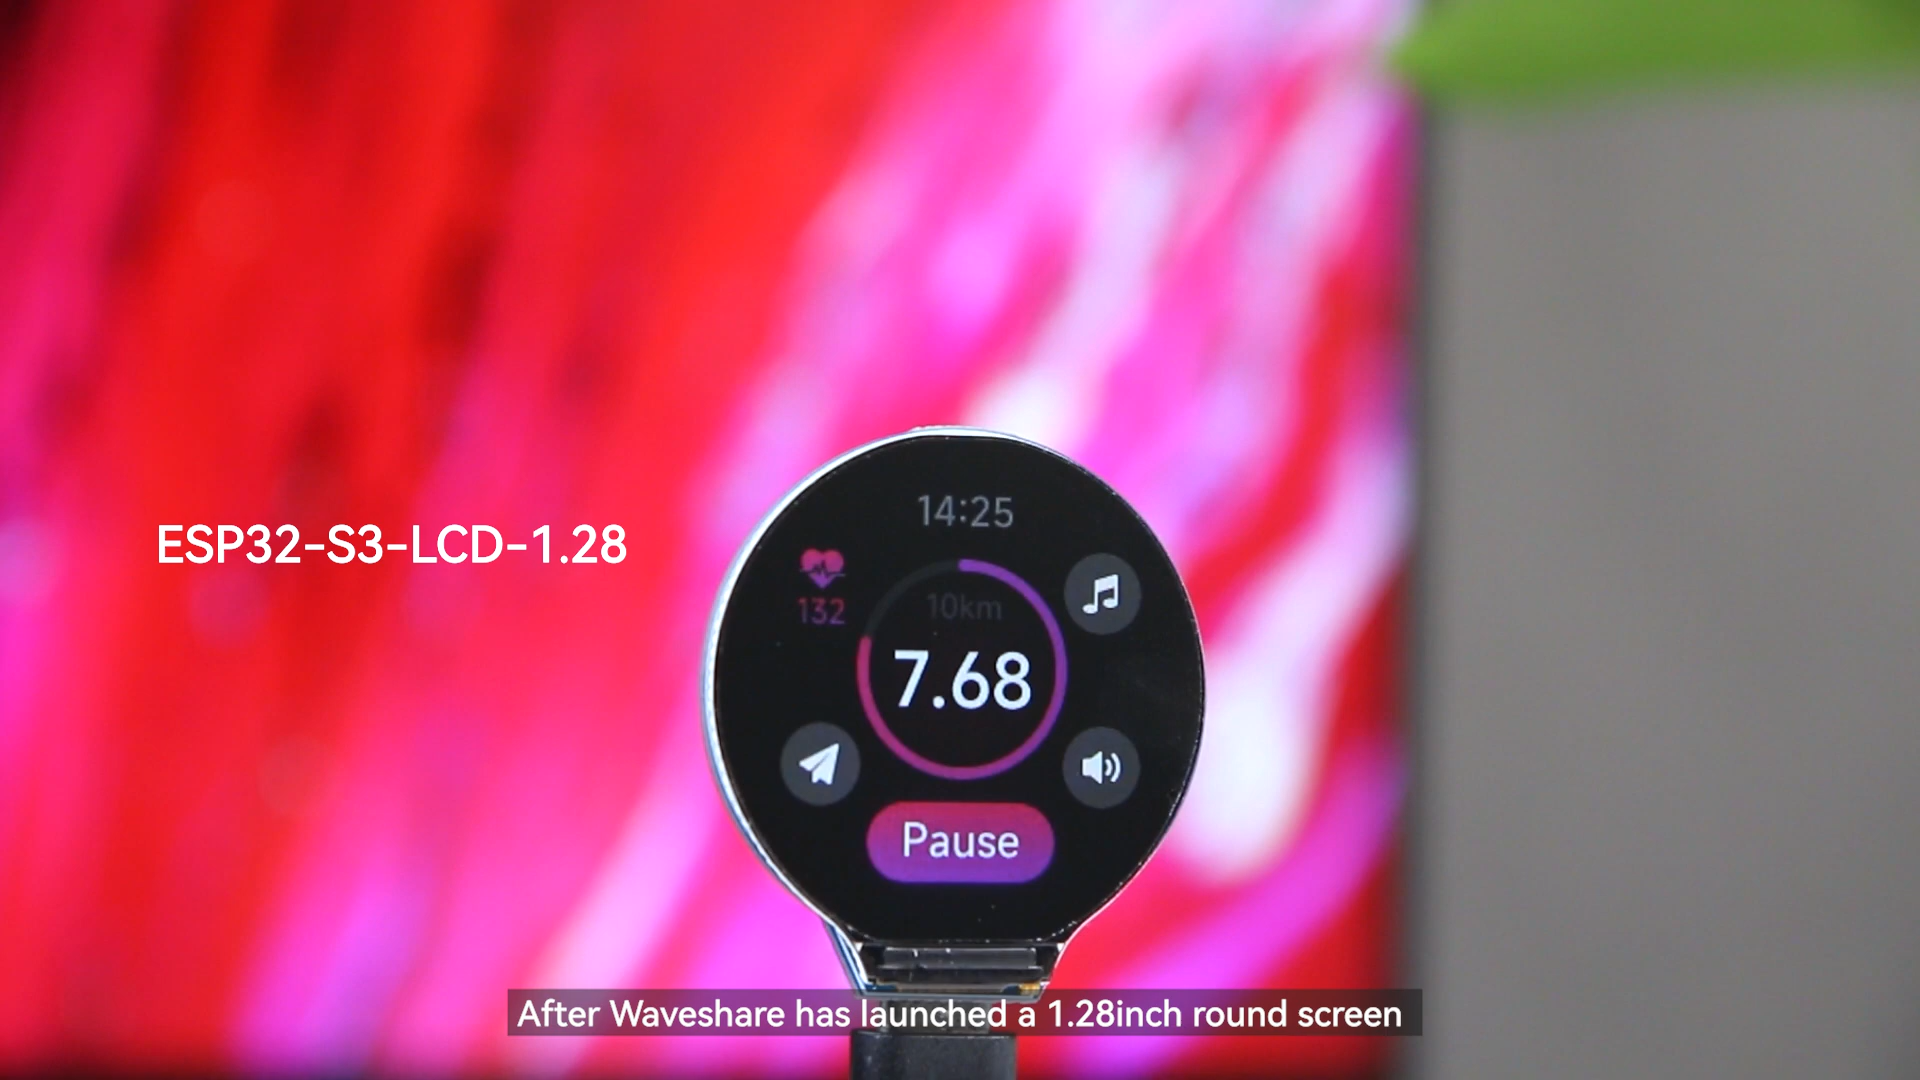 14:25
ESP32-S3-LCD-1.28
132
10km
7.68
Pause
After Waveshare has launched a 1.28inch round screen